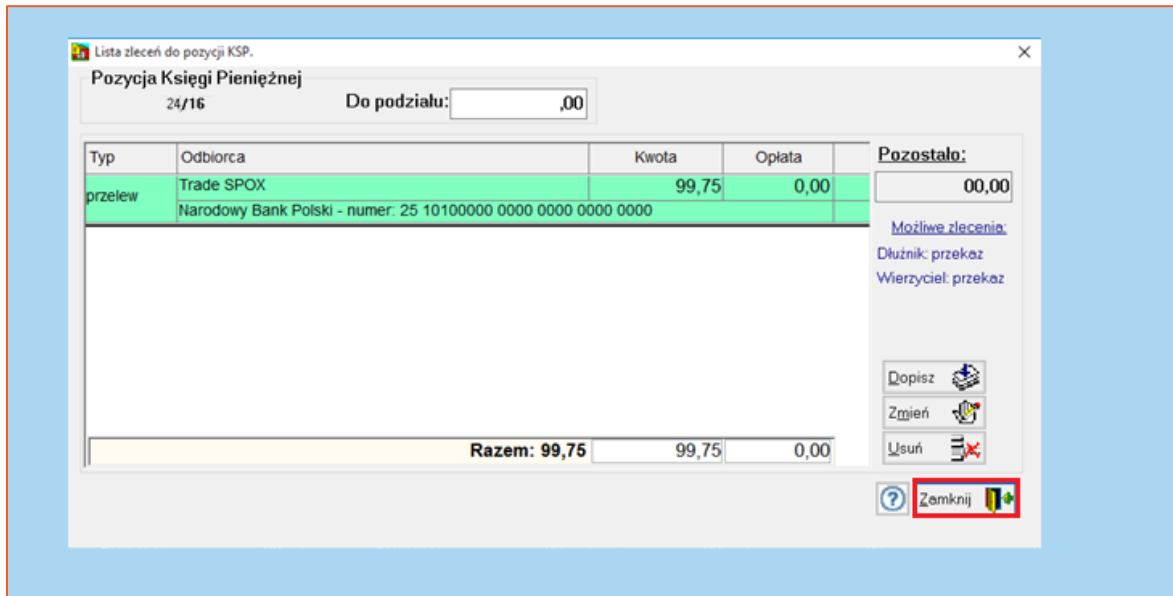 Lista zleceń do pozycji KSP.
Pozycja Księgi Pieniężnej
24/16 Do podziału: ,00
Typ Odbiorca Kwota Opłata Pozostało:
przelew Trade SPOX 99,75 0,00 00,00
Narodowy Bank Polski - numer: 25 10100000 0000 0000 0000 0000
Możliwe zlecenia:
Dłużnik: przekaz
Wierzyciel: przekaz
Dopisz
Zmień
Razem: 99,75 99,75 0,00 Usuń
? Zamknij